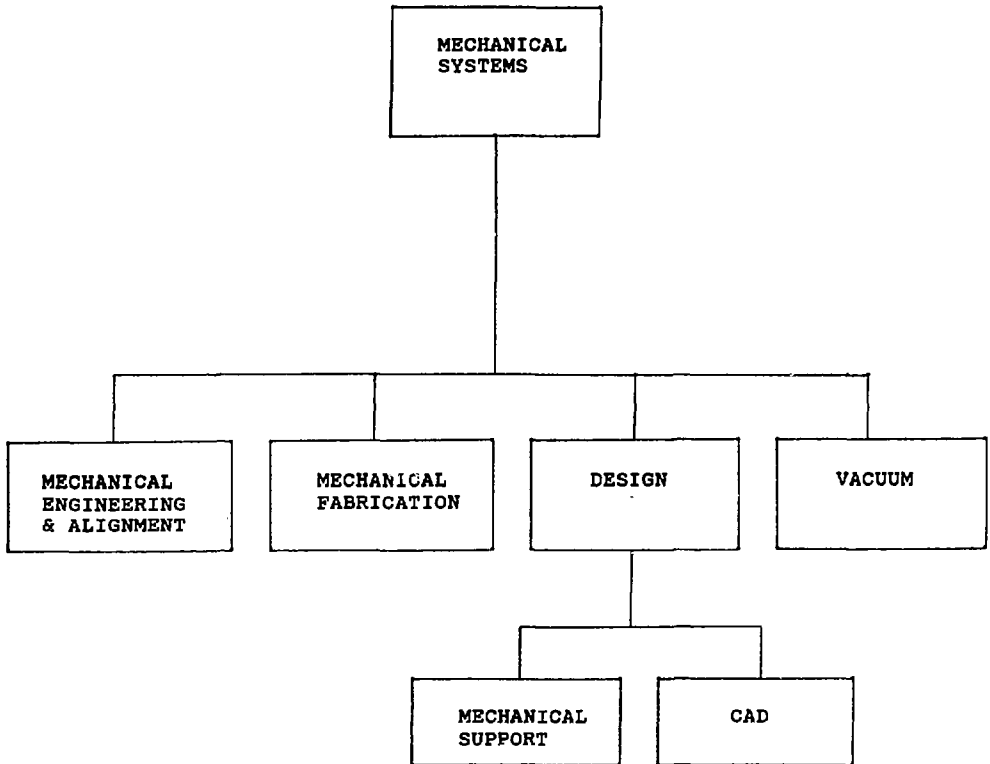 MECHANICAL
SYSTEMS
MECHANICAL
ENGINEERING
& ALIGNMENT
MECHANICAL
FABRICATION
DESIGN
VACUUM
MECHANICAL
SUPPORT
CAD